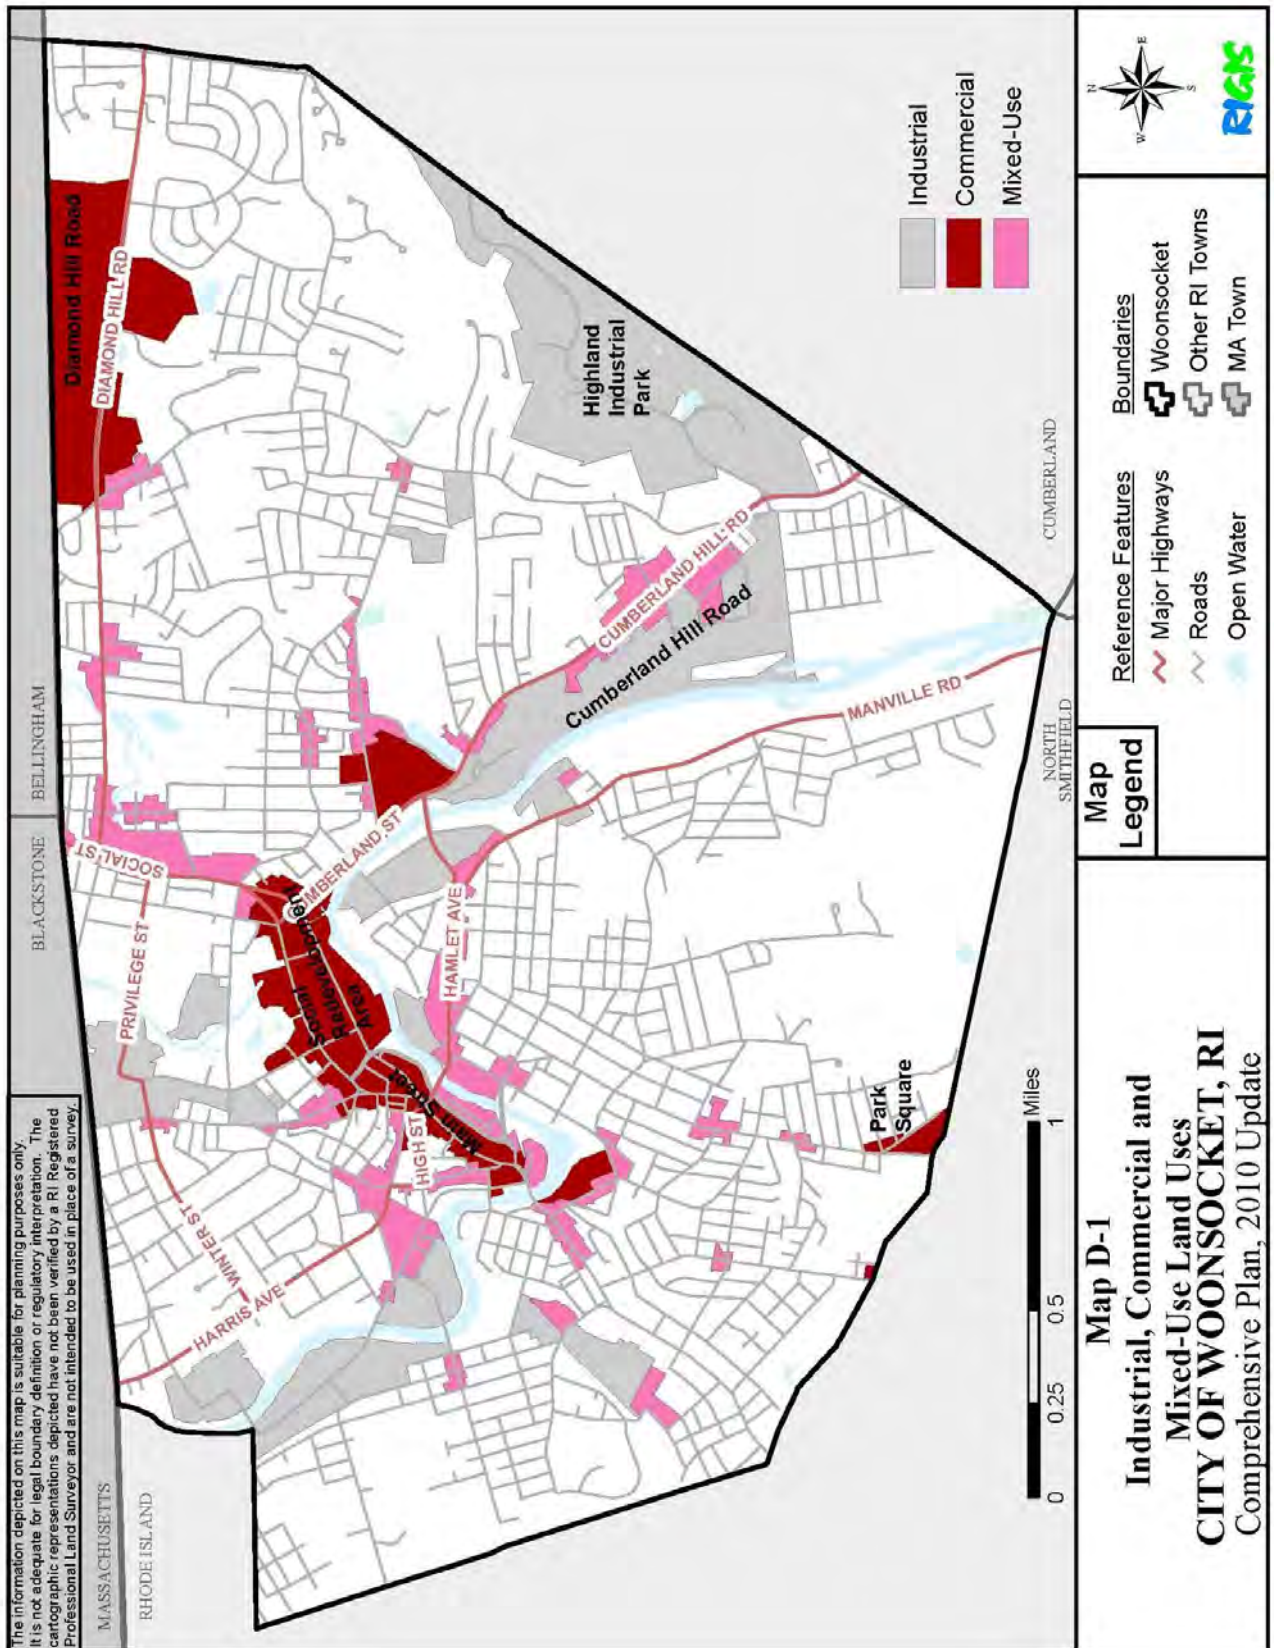 The information depicted on this map is suitable for planning purposes only.
It is not adequate for legal boundary definition or regulatory interpretation. The
cartographic representations depicted have not been verified by a RI Registered
Professional Land Surveyor and are not intended to be used in place of a survey.
MASSACHUSETTS
RHODE ISLAND
BLACKSTONE
BELLINGHAM
Diamond Hill Road
DIAMOND HILL RD
SOCIAL ST
PRIVILEGE ST
WINTER ST
HARRIS AVE
Social
Redevelopment
Area
CUMBERLAND ST
Main Street
HIGH ST
HAMLET AVE
Highland
Industrial
Park
CUMBERLAND HILL RD
Cumberland Hill Road
MANVILLE RD
Park
Square
CUMBERLAND
NORTH
SMITHFIELD
Industrial
Commercial
Mixed-Use
0 0.25 0.5 1
Miles
Map D-1
Industrial, Commercial and
Mixed-Use Land Uses
CITY OF WOONSOCKET, RI
Comprehensive Plan, 2010 Update
Map
Legend
Reference Features
Major Highways
Roads
Open Water
Boundaries
Woonsocket
Other RI Towns
MA Town
N
W
E
S
RIGIS